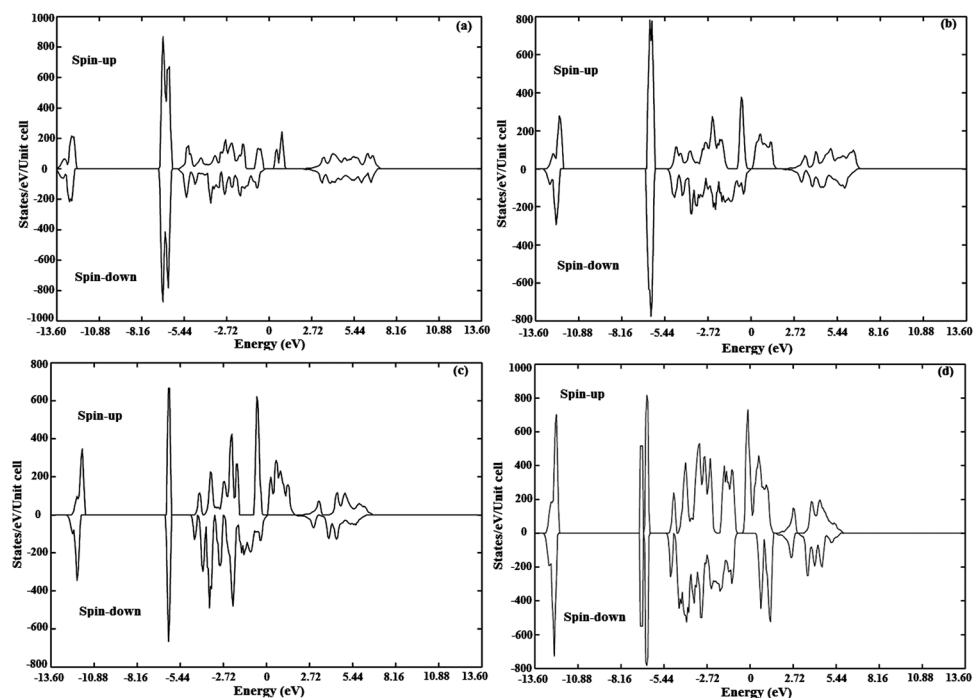 (a)
1000
800
600
400
200
0
-200
-400
-600
-800
-1000
States/eV/Unit cell
Spin-up
Spin-down
-13.60 -10.88 -8.16 -5.44 -2.72 0 2.72 5.44 8.16 10.88 13.60
Energy (eV)
(b)
800
600
400
200
0
-200
-400
-600
-800
States/eV/Unit cell
Spin-up
Spin-down
-13.60 -10.88 -8.16 -5.44 -2.72 0 2.72 5.44 8.16 10.88 13.60
Energy (eV)
(c)
800
600
400
200
0
-200
-400
-600
-800
States/eV/Unit cell
Spin-up
Spin-down
-13.60 -10.88 -8.16 -5.44 -2.72 0 2.72 5.44 8.16 10.88 13.60
Energy (eV)
(d)
1000
800
600
400
200
0
-200
-400
-600
-800
States/eV/Unit cell
Spin-up
Spin-down
-13.60 -10.88 -8.16 -5.44 -2.72 0 2.72 5.44 8.16 10.88 13.60
Energy (eV)